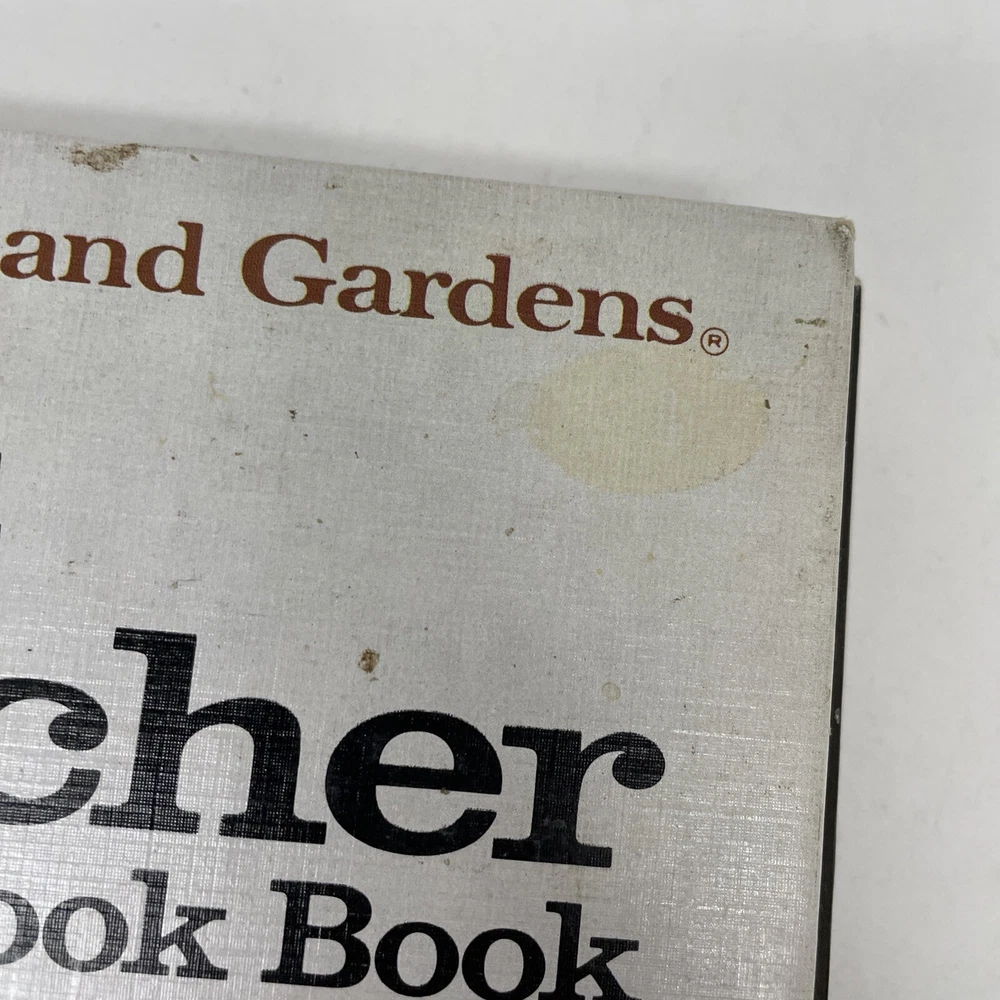 and Gardens®
cher
ook Book